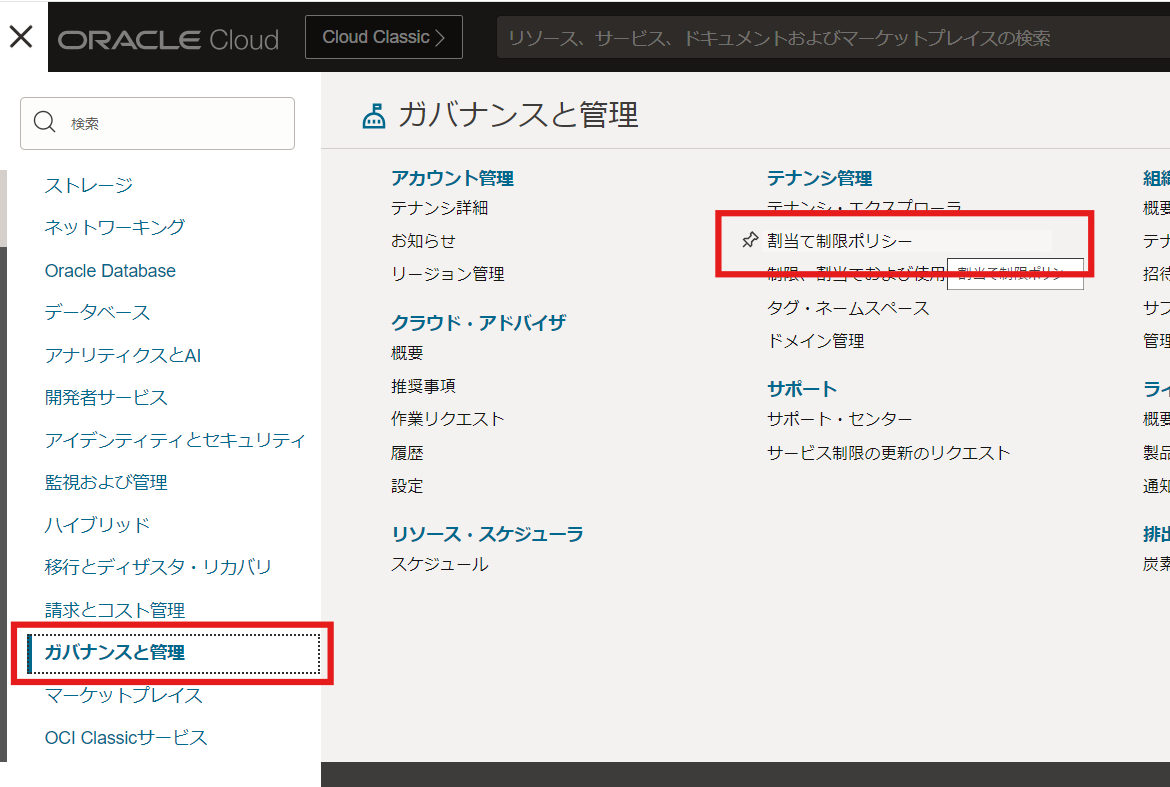 ORACLE Cloud
Cloud Classic
リソース、サービス、ドキュメントおよびマーケットプレイスの検索
検索
ストレージ
ネットワーキング
Oracle Database
データベース
アナリティクスとAI
開発者サービス
アイデンティティとセキュリティ
監視および管理
ハイブリッド
移行とディザスタ・リカバリ
請求とコスト管理
ガバナンスと管理
マーケットプレイス
OCI Classicサービス
ガバナンスと管理
アカウント管理
テナンシ詳細
お知らせ
リージョン管理
クラウド・アドバイザ
概要
推奨事項
作業リクエスト
履歴
設定
リソース・スケジューラ
スケジュール
テナンシ管理
テナンシ・エクスプローラ
割当て制限ポリシー
制限、割当ておよび使用
割当て制限ポリシー
タグ・ネームスペース
ドメイン管理
サポート
サポート・センター
サービス制限の更新のリクエスト
組織
概要
テナ
招待
サブ
管理
ライ
概要
製品
通知
排出
炭素